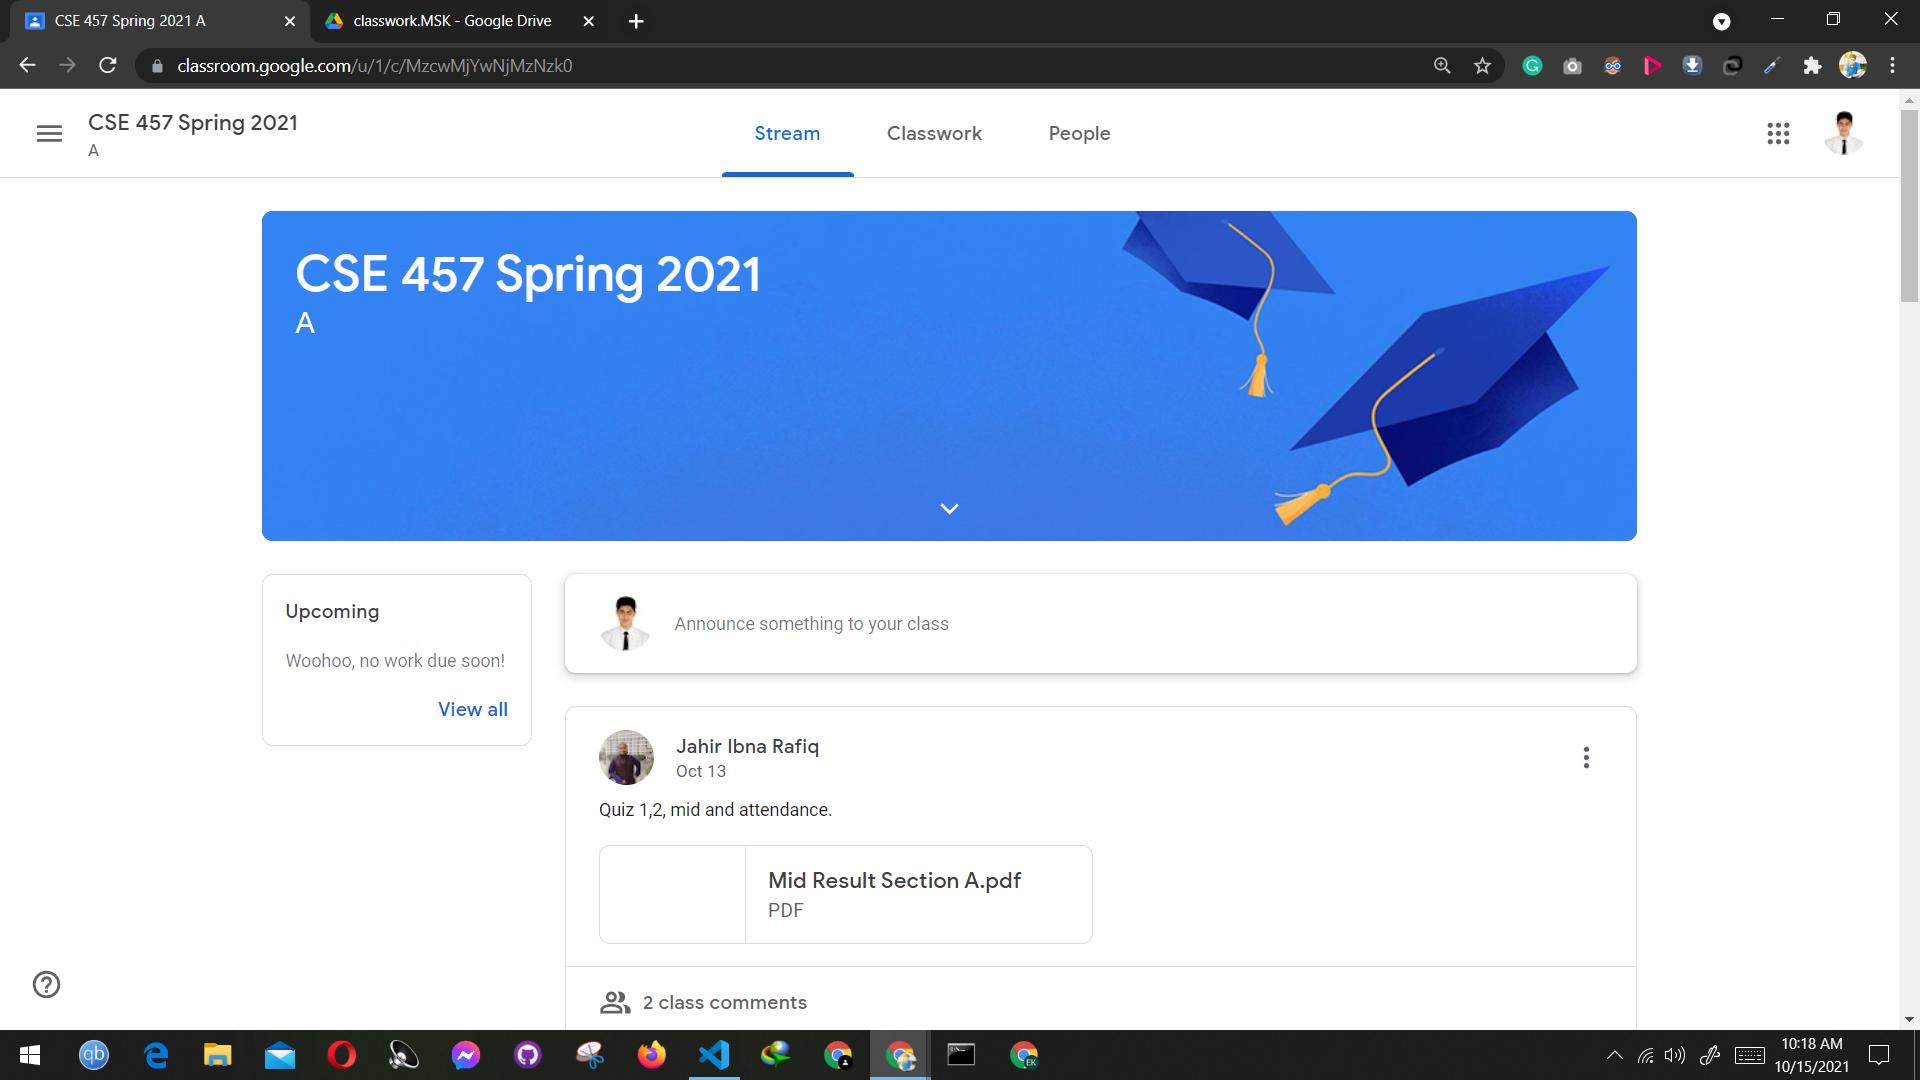 CSE 457 Spring 2021 A
classwork.MSK - Google Drive
classroom.google.com/u/1/c/MzcwMjYwNjMzNzk0
CSE 457 Spring 2021
A
Stream
Classwork
People
CSE 457 Spring 2021
A
Upcoming
Woohoo, no work due soon!
View all
Announce something to your class
Jahir Ibna Rafiq
Oct 13
Quiz 1,2, mid and attendance.
Mid Result Section A.pdf
PDF
2 class comments
qb
EK
10:18 AM
10/15/2021